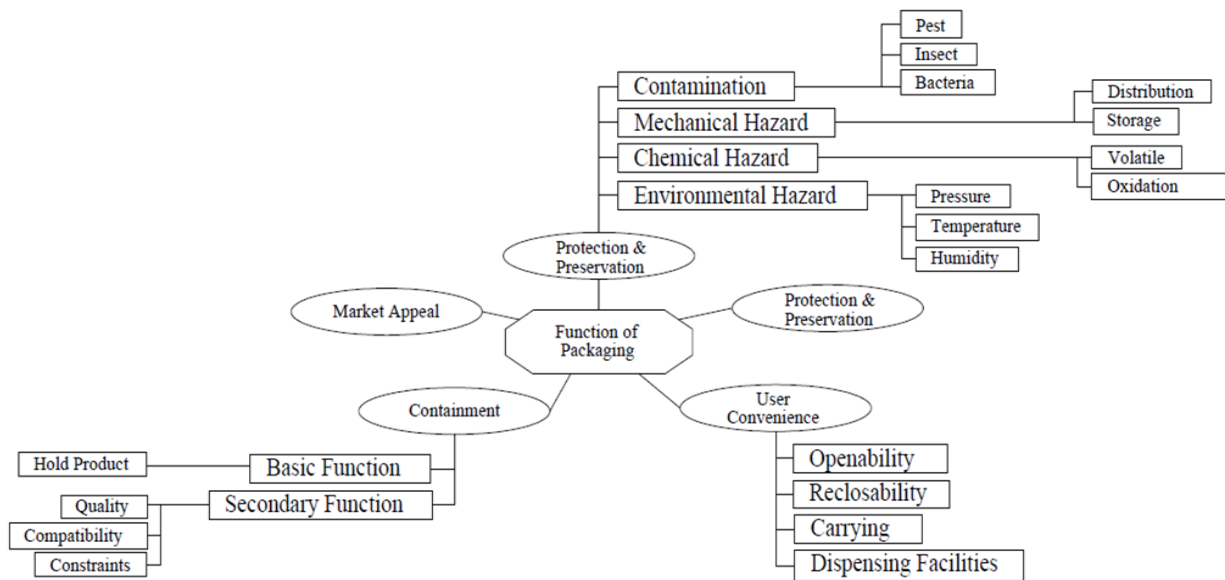 Pest
Insect
Bacteria
Contamination
Distribution
Mechanical Hazard
Storage
Chemical Hazard
Volatile
Oxidation
Environmental Hazard
Pressure
Temperature
Humidity
Protection &
Preservation
Market Appeal
Protection &
Preservation
Function of
Packaging
Containment
User
Convenience
Hold Product
Basic Function
Openability
Quality
Secondary Function
Reclosability
Compatibility
Carrying
Constraints
Dispensing Facilities